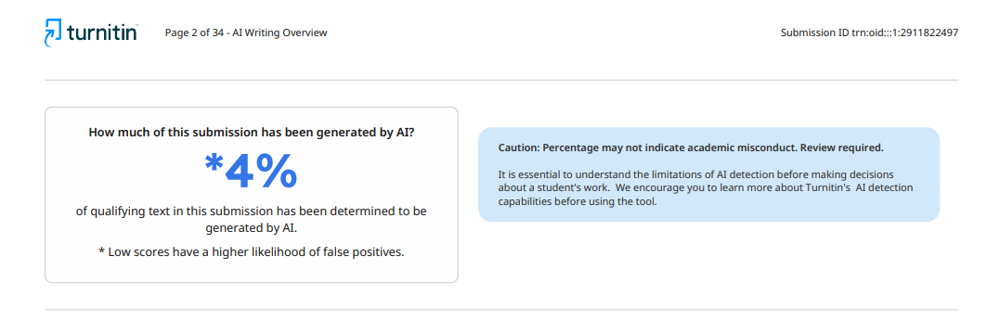 turnitin
Page 2 of 34 - AI Writing Overview
Submission ID trn:oid:::1:2911822497
How much of this submission has been generated by AI?
*4%
of qualifying text in this submission has been determined to be
generated by AI.
* Low scores have a higher likelihood of false positives.
Caution: Percentage may not indicate academic misconduct. Review required.
It is essential to understand the limitations of AI detection before making decisions
about a student's work.  We encourage you to learn more about Turnitin's  AI detection
capabilities before using the tool.